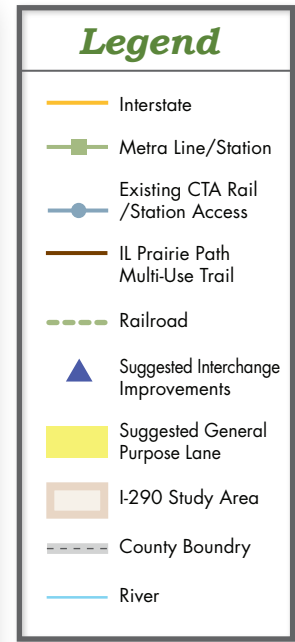 Legend
Interstate
Metra Line/Station
Existing CTA Rail
/Station Access
IL Prairie Path
Multi-Use Trail
Railroad
Suggested Interchange
Improvements
Suggested General
Purpose Lane
I-290 Study Area
County Boundry
River